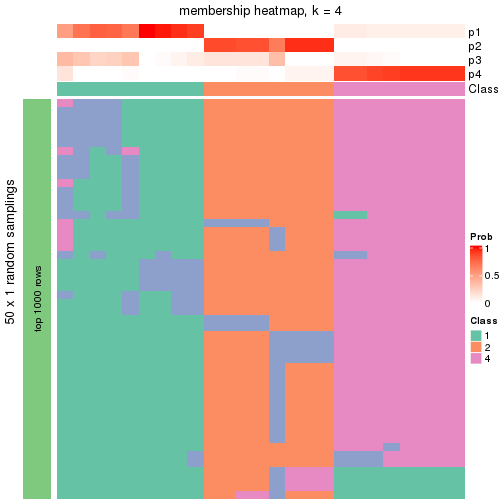 membership heatmap, k = 4
p1
p2
p3
p4
Class
50 x 1 random samplings
top 1000 rows
Prob
1
0.5
0
Class
1
2
4